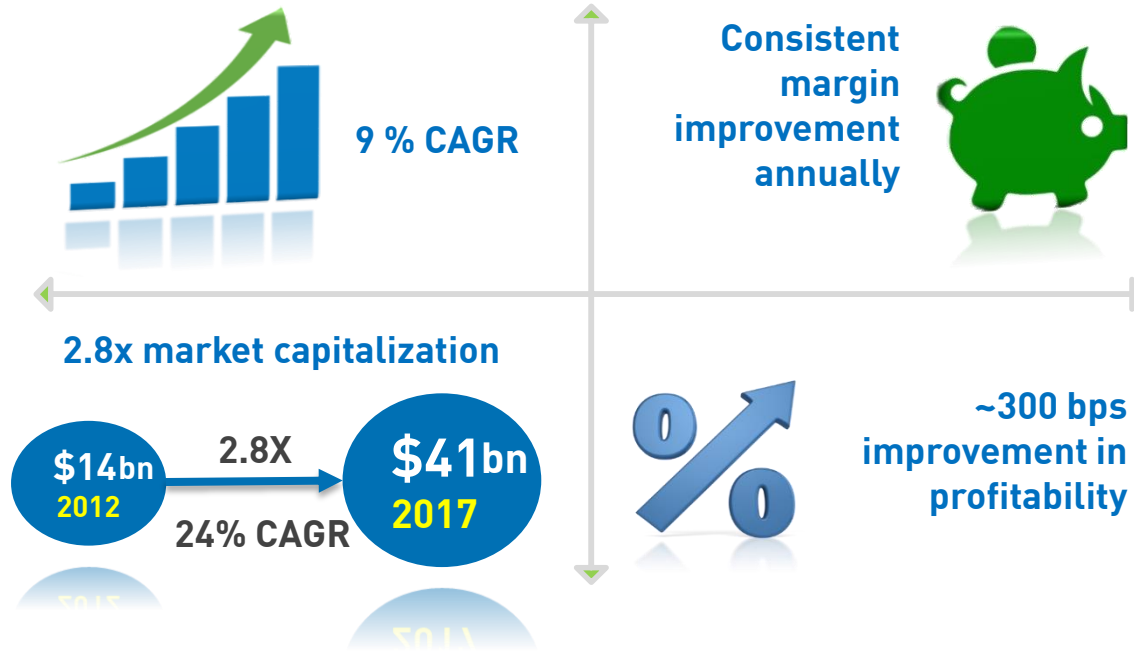 9 % CAGR
Consistent
margin
improvement
annually
2.8x market capitalization
$14bn
2012
2.8X
24% CAGR
$41bn
2017
~300 bps
improvement in
profitability